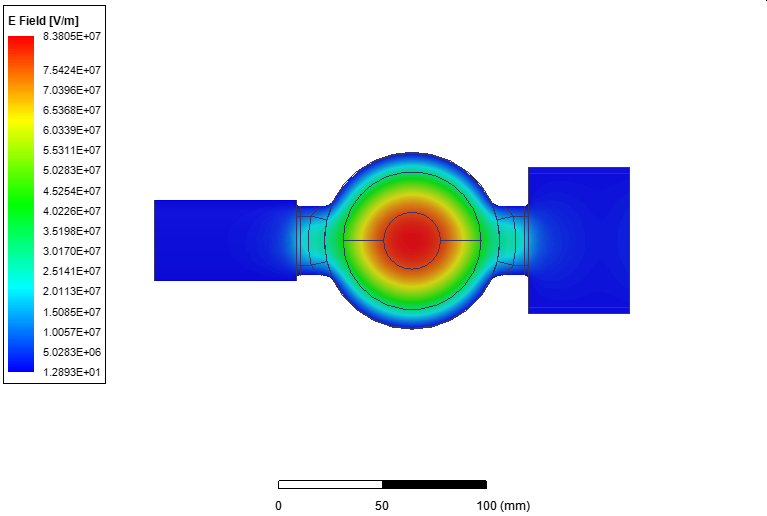 E Field [V/m]
8.3805E+07
7.5424E+07
7.0396E+07
6.5368E+07
6.0339E+07
5.5311E+07
5.0283E+07
4.5254E+07
4.0226E+07
3.5198E+07
3.0170E+07
2.5141E+07
2.0113E+07
1.5085E+07
1.0057E+07
5.0283E+06
1.2893E+01
0 50 100 (mm)